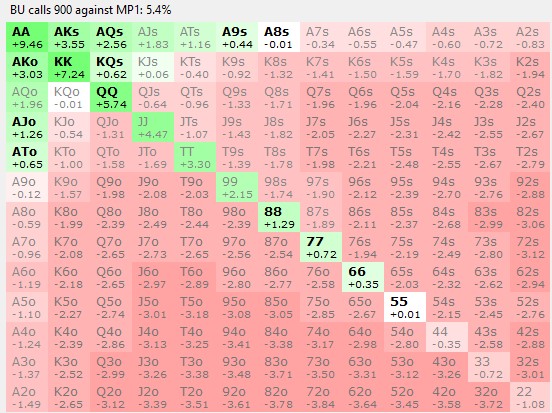 BU calls 900 against MP1: 5.4%
AA AKs AQs AJs ATs A9s A8s A7s A6s A5s A4s A3s A2s
+9.46 +3.55 +2.56 +1.83 +1.16 +0.44 -0.01 -0.34 -0.55 -0.47 -0.60 -0.72 -0.83
AKo KK KQs KJs KTs K9s K8s K7s K6s K5s K4s K3s K2s
+3.03 +7.24 +0.62 +0.06 -0.40 -0.92 -1.32 -1.41 -1.50 -1.59 -1.70 -1.82 -1.94
AQo KQo QQ QJs QTs Q9s Q8s Q7s Q6s Q5s Q4s Q3s Q2s
+1.96 -0.01 +5.74 -0.64 -0.96 -1.33 -1.71 -1.96 -1.96 -2.04 -2.16 -2.28 -2.40
AJo KJo QJo JJ JTs J9s J8s J7s J6s J5s J4s J3s J2s
+1.26 -0.54 -1.31 +4.47 -1.07 -1.43 -1.82 -2.05 -2.27 -2.31 -2.42 -2.55 -2.67
ATo KTo QTo JTo TT T9s T8s T7s T6s T5s T4s T3s T2s
+0.65 -1.00 -1.58 -1.69 +3.30 -1.39 -1.78 -1.98 -2.21 -2.48 -2.55 -2.67 -2.79
A9o K9o Q9o J9o T9o 99 98s 97s 96s 95s 94s 93s 92s
-0.12 -1.57 -1.98 -2.08 -2.03 +2.15 -1.74 -1.90 -2.12 -2.39 -2.70 -2.76 -2.88
A8o K8o Q8o J8o T8o 98o 88 87s 86s 85s 84s 83s 82s
-0.59 -1.99 -2.39 -2.49 -2.44 -2.39 +1.29 -1.89 -2.11 -2.37 -2.68 -2.99 -3.06
A7o K7o Q7o J7o T7o 97o 87o 77 76s 75s 74s 73s 72s
-0.96 -2.08 -2.65 -2.73 -2.65 -2.56 -2.54 +0.72 -1.94 -2.19 -2.49 -2.80 -3.12
A6o K6o Q6o J6o T6o 96o 86o 76o 66 65s 64s 63s 62s
-1.19 -2.18 -2.65 -2.97 -2.89 -2.80 -2.77 -2.58 +0.35 -2.03 -2.32 -2.62 -2.94
A5o K5o Q5o J5o T5o 95o 85o 75o 65o 55 54s 53s 52s
-1.10 -2.27 -2.74 -3.01 -3.18 -3.08 -3.05 -2.85 -2.67 +0.01 -2.15 -2.45 -2.76
A4o K4o Q4o J4o T4o 94o 84o 74o 64o 54o 44 43s 42s
-1.24 -2.39 -2.86 -3.13 -3.25 -3.41 -3.38 -3.17 -2.98 -2.80 -0.35 -2.58 -2.88
A3o K3o Q3o J3o T3o 93o 83o 73o 63o 53o 43o 33 32s
-1.37 -2.52 -2.99 -3.26 -3.38 -3.48 -3.71 -3.50 -3.31 -3.12 -3.26 -0.72 -3.01
A2o K2o Q2o J2o T2o 92o 82o 72o 62o 52o 42o 32o 22
-1.49 -2.65 -3.12 -3.39 -3.51 -3.61 -3.78 -3.84 -3.64 -3.45 -3.58 -3.72 -1.08